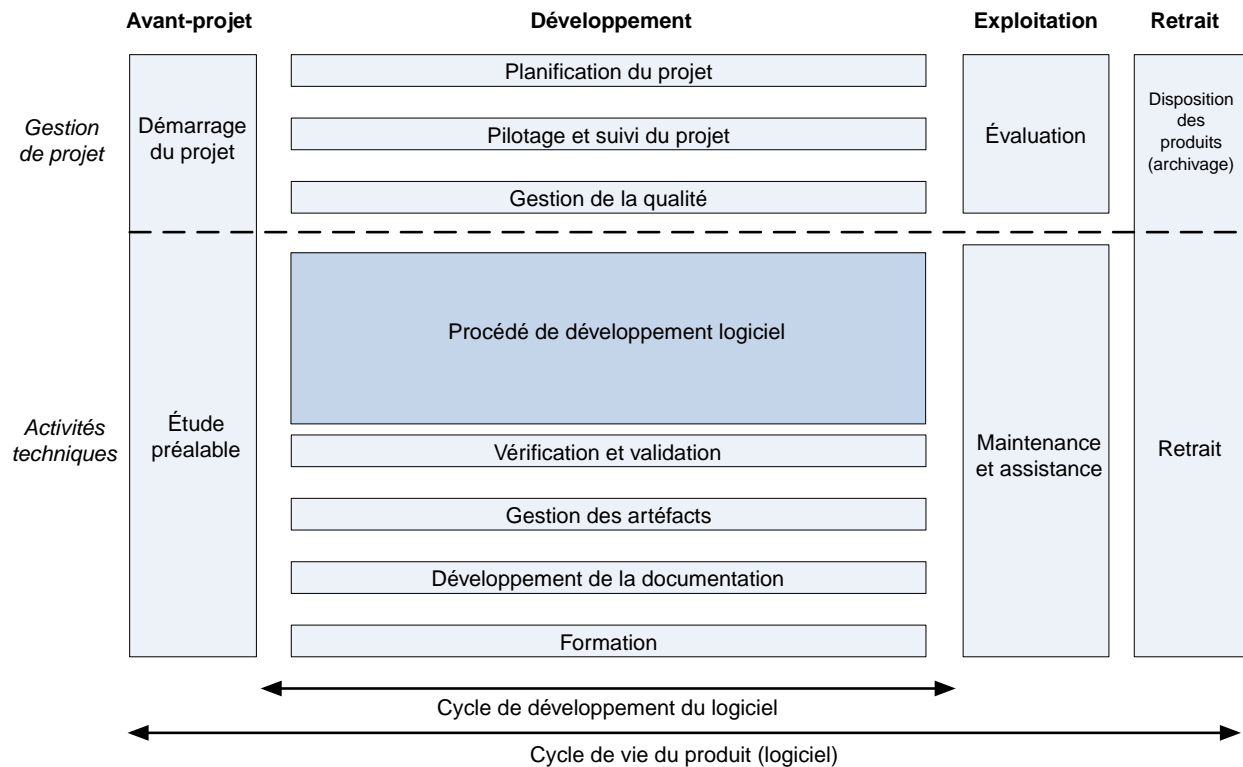 Avant-projet
Développement
Exploitation
Retrait
Gestion
de projet
Démarrage
du projet
Planification du projet
Pilotage et suivi du projet
Gestion de la qualité
Évaluation
Disposition
des
produits
(archivage)
Activités
techniques
Étude
préalable
Procédé de développement logiciel
Vérification et validation
Gestion des artéfacts
Développement de la documentation
Formation
Maintenance
et assistance
Retrait
Cycle de développement du logiciel
Cycle de vie du produit (logiciel)